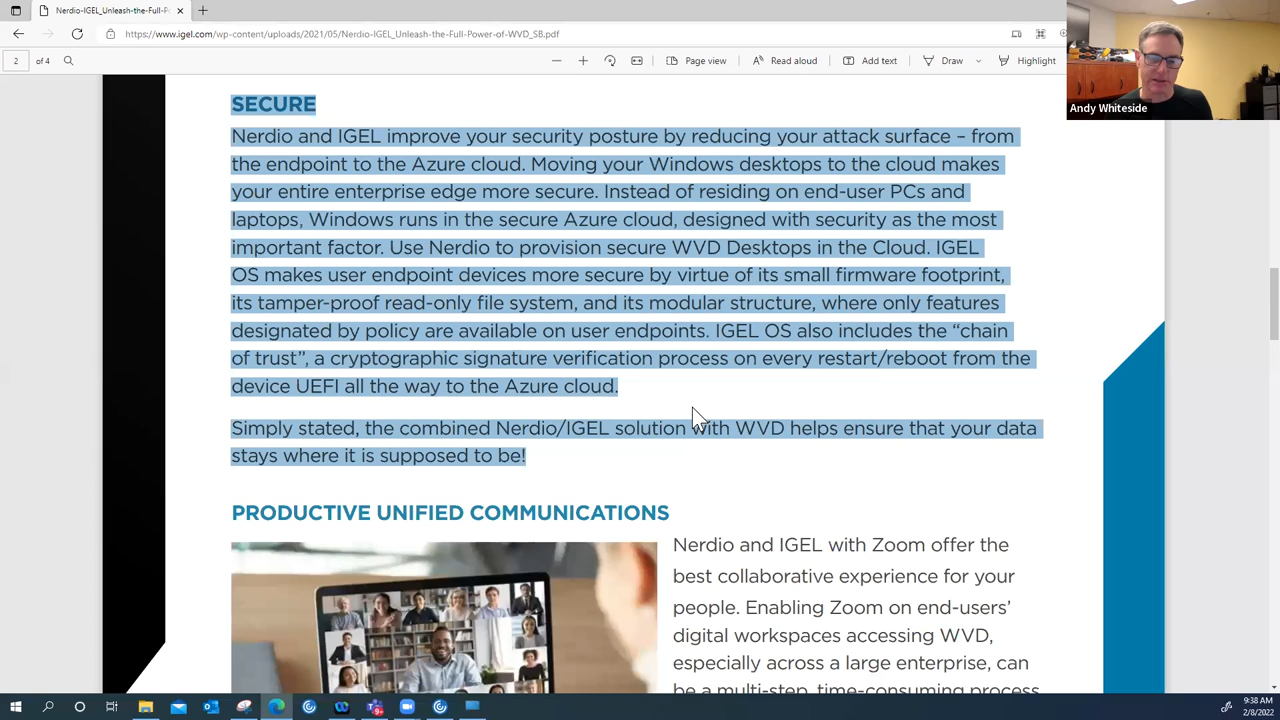 Nerdio-IGEL_Unleash-the-Full-P
https://www.igel.com/wp-content/uploads/2021/05/Nerdio-IGEL_Unleash-the-Full-Power-of-WVD_SB.pdf
2 of 4
Page view
Read aloud
Add text
Draw
Highlight
Andy Whiteside
SECURE
Nerdio and IGEL improve your security posture by reducing your attack surface – from
the endpoint to the Azure cloud. Moving your Windows desktops to the cloud makes
your entire enterprise edge more secure. Instead of residing on end-user PCs and
laptops, Windows runs in the secure Azure cloud, designed with security as the most
important factor. Use Nerdio to provision secure WVD Desktops in the Cloud. IGEL
OS makes user endpoint devices more secure by virtue of its small firmware footprint,
its tamper-proof read-only file system, and its modular structure, where only features
designated by policy are available on user endpoints. IGEL OS also includes the “chain
of trust”, a cryptographic signature verification process on every restart/reboot from the
device UEFI all the way to the Azure cloud.
Simply stated, the combined Nerdio/IGEL solution with WVD helps ensure that your data
stays where it is supposed to be!
PRODUCTIVE UNIFIED COMMUNICATIONS
Nerdio and IGEL with Zoom offer the
best collaborative experience for your
people. Enabling Zoom on end-users’
digital workspaces accessing WVD,
especially across a large enterprise, can
be a multi-step, time-consuming process
9:38 AM
2/8/2022